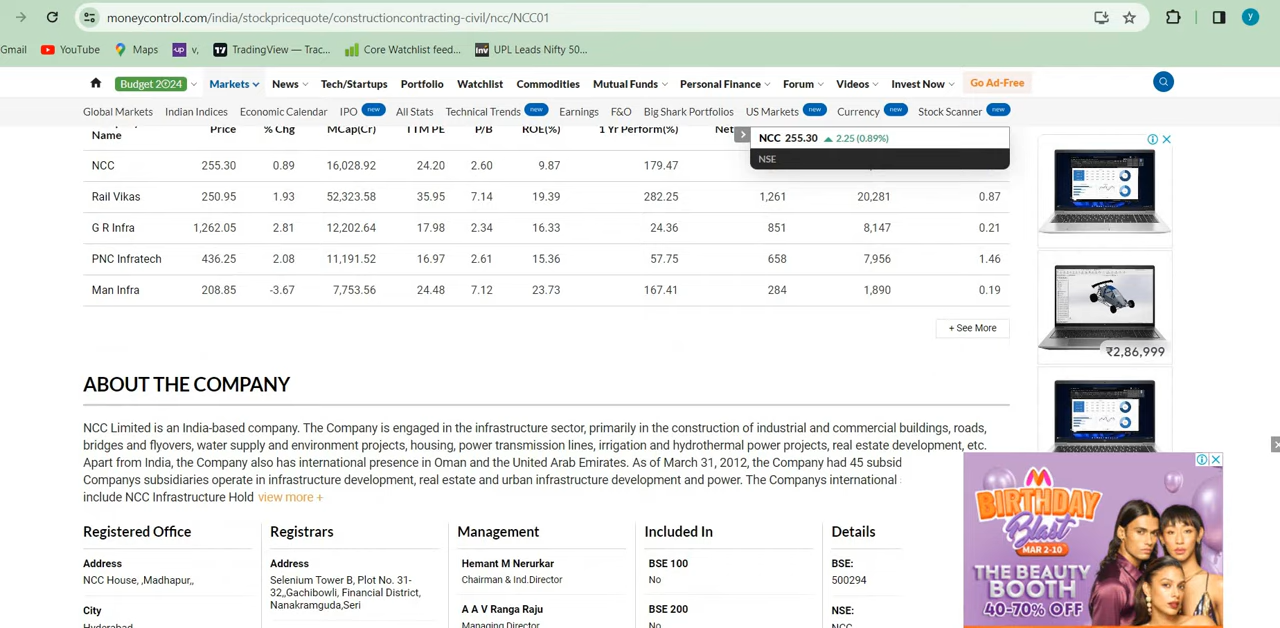 moneycontrol.com/india/stockpricequote/constructioncontracting-civil/ncc/NCC01
y
Gmail YouTube Maps up v, TradingView — Trac... Core Watchlist feed... Inv UPL Leads Nifty 50...
Budget 2024 Markets News Tech/Startups Portfolio Watchlist Commodities Mutual Funds Personal Finance Forum Videos Invest Now Go Ad-Free
Global Markets Indian Indices Economic Calendar IPO new All Stats Technical Trends new Earnings F&O Big Shark Portfolios US Markets new Currency new Stock Scanner new
Name Price % Chg MCap(Cr) TTM PE P/B ROE(%) 1 Yr Perform(%) Net
NCC 255.30 2.25 (0.89%)
NSE
NCC 255.30 0.89 16,028.92 24.20 2.60 9.87 179.47
Rail Vikas 250.95 1.93 52,323.58 35.95 7.14 19.39 282.25 1,261 20,281 0.87
G R Infra 1,262.05 2.81 12,202.64 17.98 2.34 16.33 24.36 851 8,147 0.21
PNC Infratech 436.25 2.08 11,191.52 16.97 2.61 15.36 57.75 658 7,956 1.46
Man Infra 208.85 -3.67 7,753.56 24.48 7.12 23.73 167.41 284 1,890 0.19
+ See More
₹2,86,999
ABOUT THE COMPANY
NCC Limited is an India-based company. The Company is engaged in the infrastructure sector, primarily in the construction of industrial and commercial buildings, roads,
bridges and flyovers, water supply and environment projects, housing, power transmission lines, irrigation and hydrothermal power projects, real estate development, etc.
Apart from India, the Company also has international presence in Oman and the United Arab Emirates. As of March 31, 2012, the Company had 45 subsid
Companys subsidiaries operate in infrastructure development, real estate and urban infrastructure development and power. The Companys international
include NCC Infrastructure Hold view more +
Registered Office
Address
NCC House, ,Madhapur,,
City
Hyderabad
Registrars
Address
Selenium Tower B, Plot No. 31-
32,,Gachibowli, Financial District,
Nanakramguda,Seri
Management
Hemant M Nerurkar
Chairman & Ind.Director
A A V Ranga Raju
Managing Director
Included In
BSE 100
No
BSE 200
No
Details
BSE:
500294
NSE:
NCC
BIRTHDAY
Blast
MAR 2-10
THE BEAUTY
BOOTH
40-70% OFF